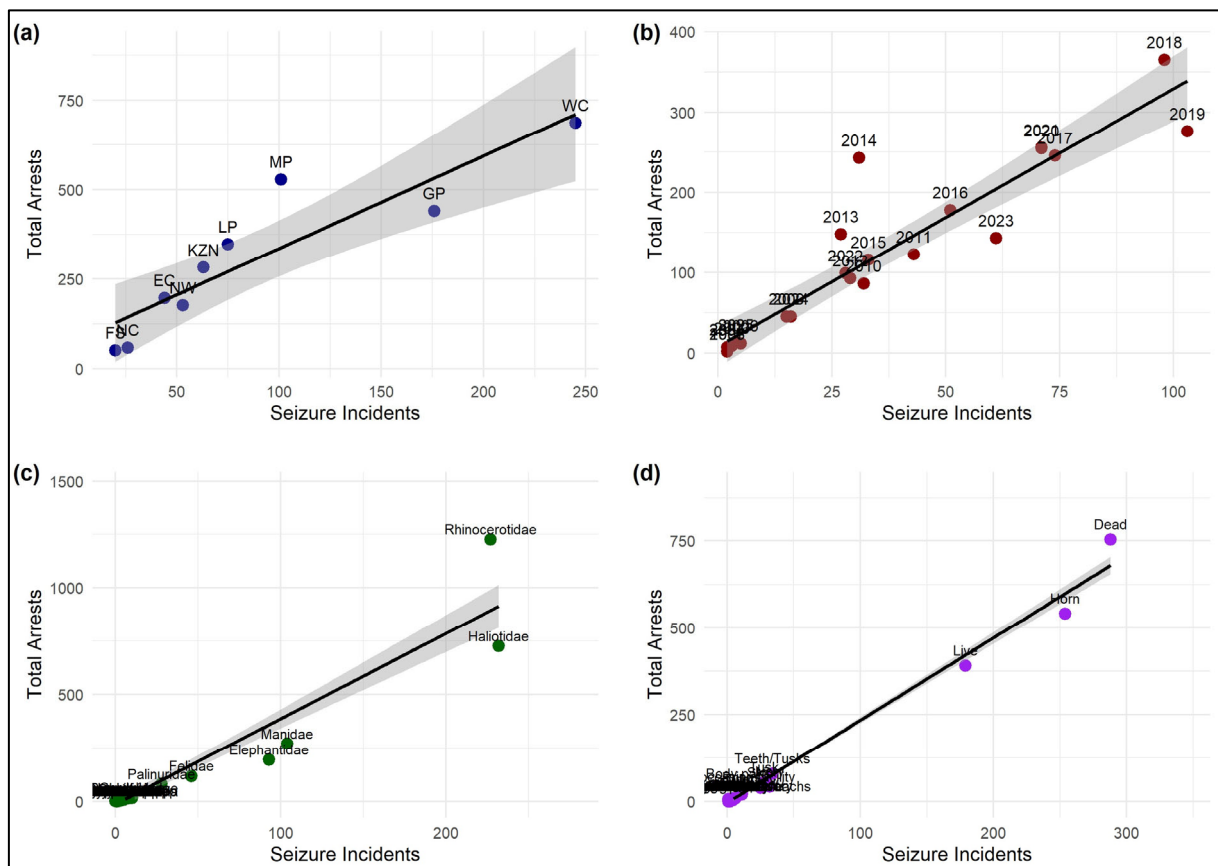 (a)
WC
MP
GP
LP
KZN
EC
NW
NC
FS
750
500
250
0
50
100
150
200
250
Total Arrests
Seizure Incidents
(b)
400
300
200
100
0
2018
2019
2017
2014
2016
2013
2023
2015
2011
2022
2010
0
25
50
75
100
Total Arrests
Seizure Incidents
(c)
1500
1000
500
0
Rhinocerotidae
Haliotidae
Manidae
Elephantidae
Felidae
Palinuridae
0
100
200
Total Arrests
Seizure Incidents
(d)
750
500
250
0
Dead
Horn
Live
Teeth/Tusks
Tusk
0
100
200
300
Total Arrests
Seizure Incidents